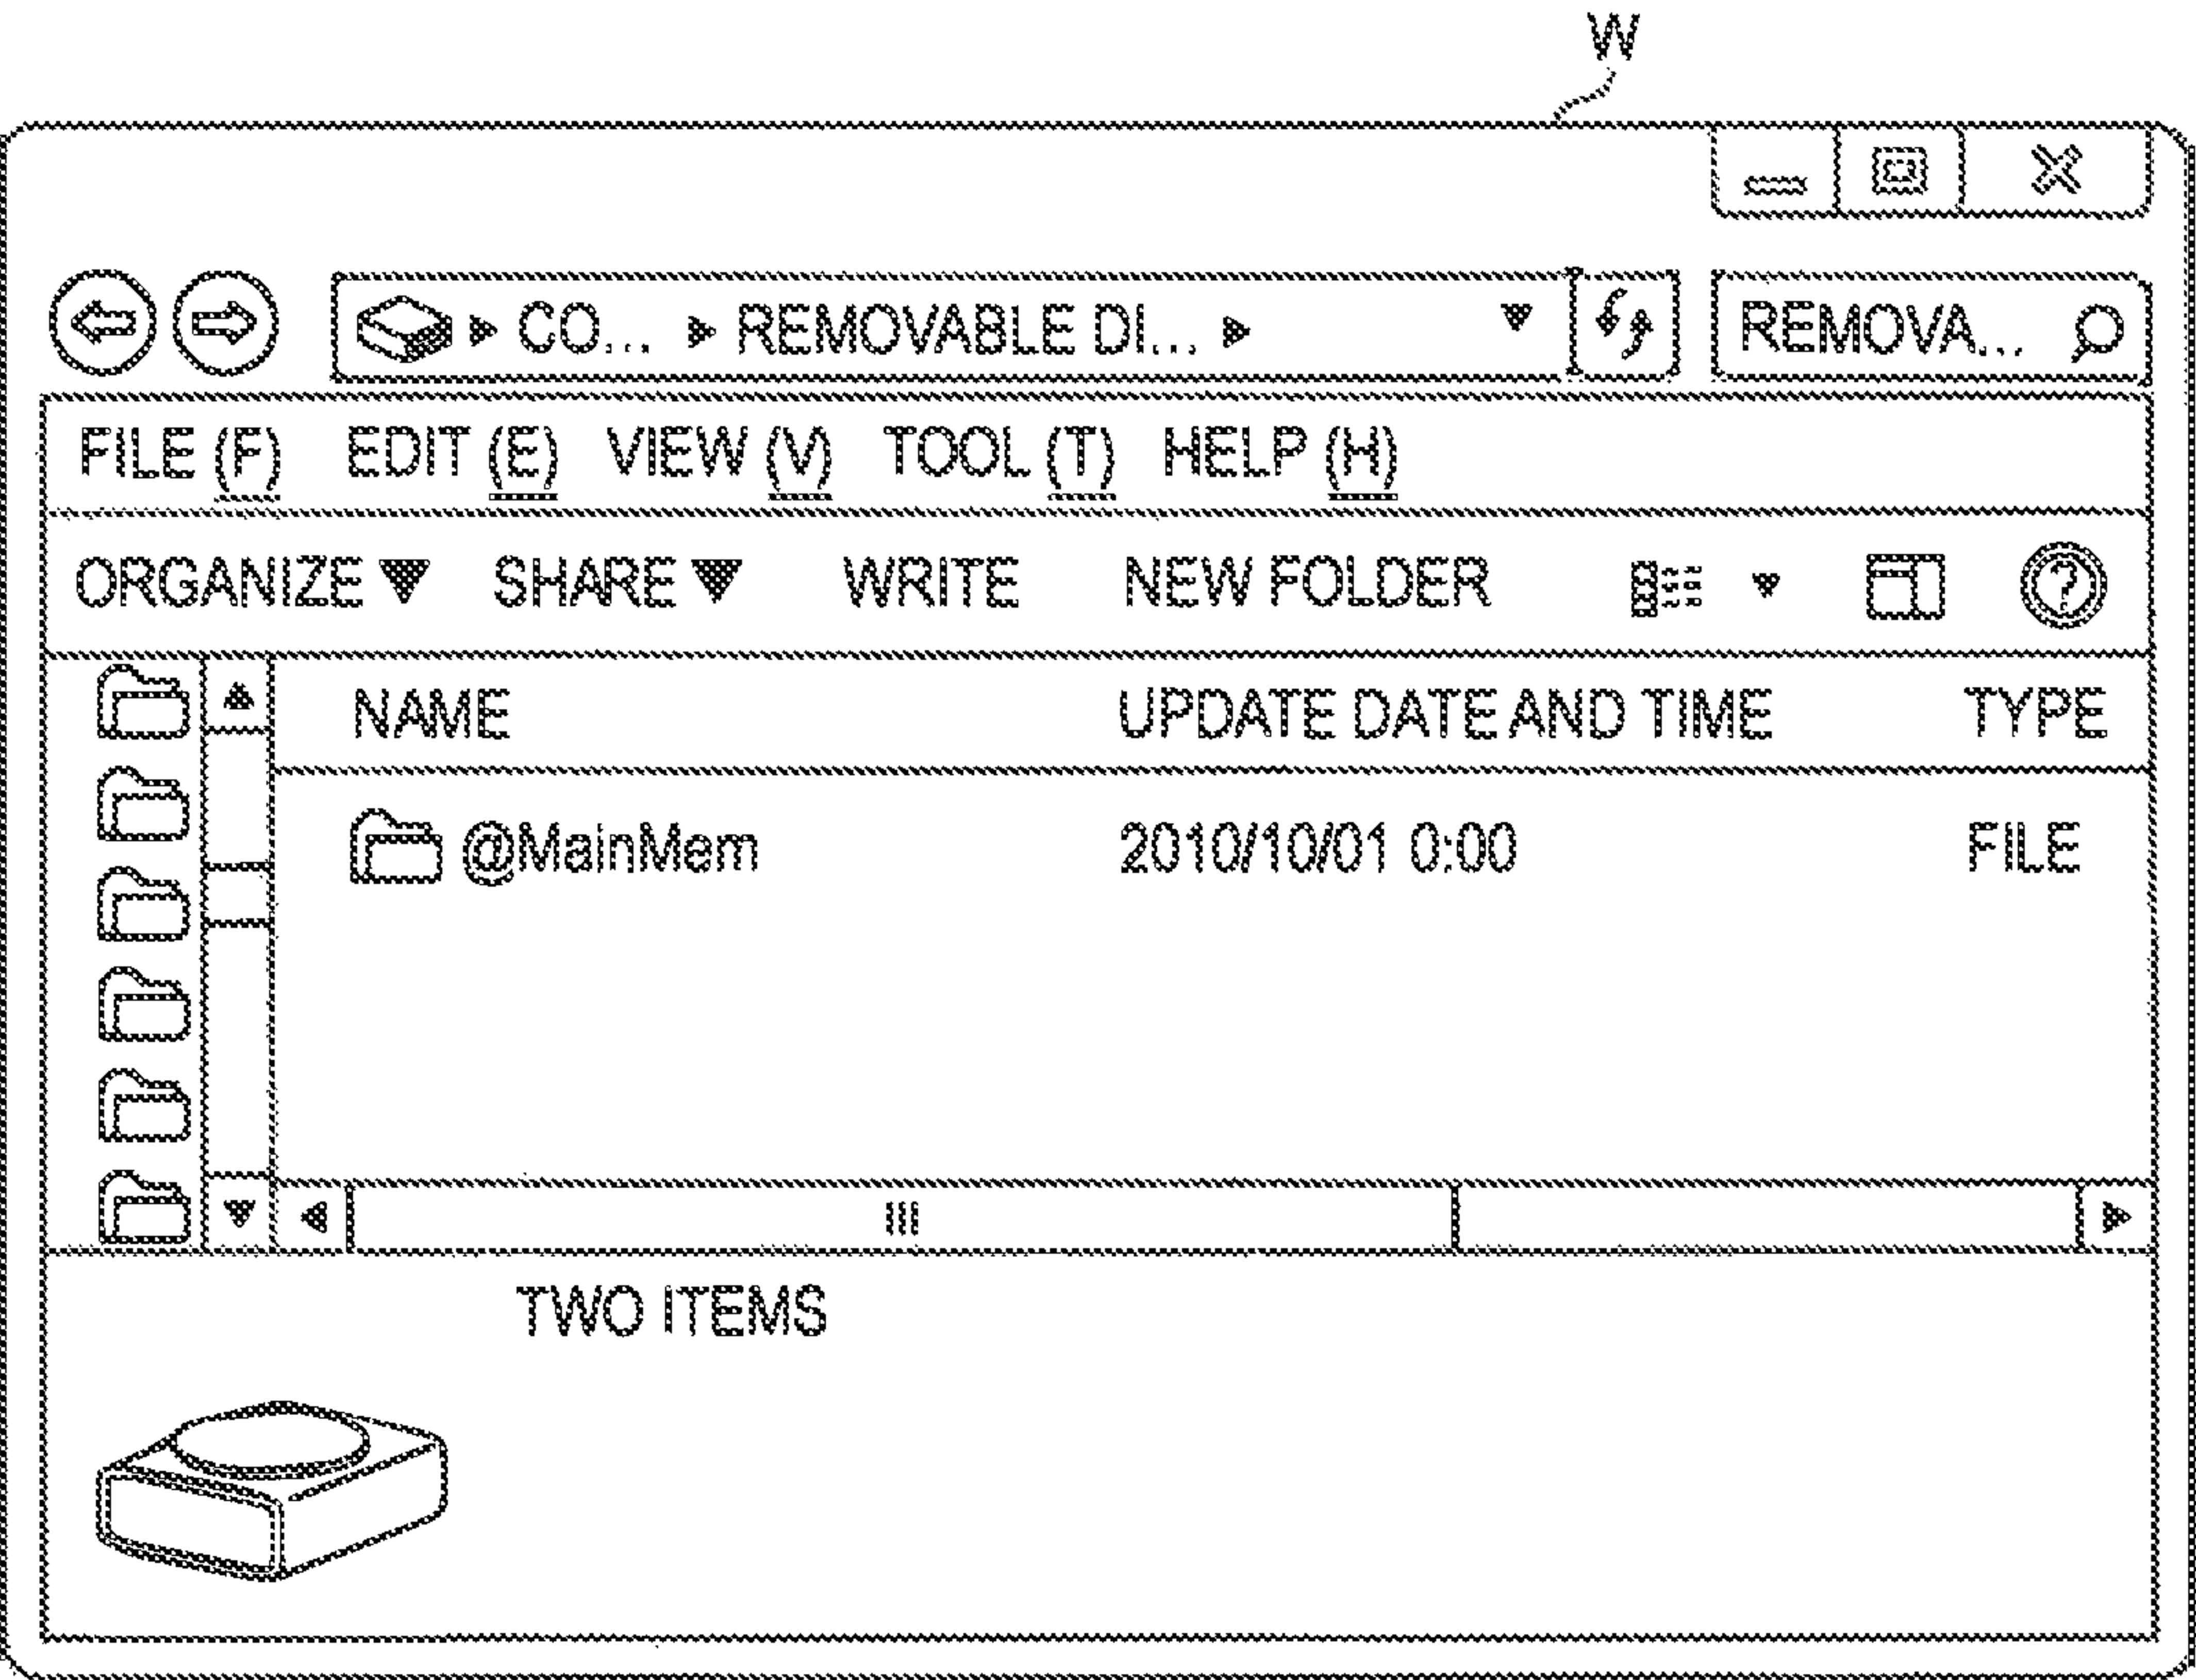 W
CO... REMOVABLE DI... REMOVA...
FILE (F) EDIT (E) VIEW (V) TOOL (T) HELP (H)
ORGANIZE SHARE WRITE NEW FOLDER ?
NAME UPDATE DATE AND TIME TYPE
@MainMem 2010/10/01 0:00 FILE
TWO ITEMS